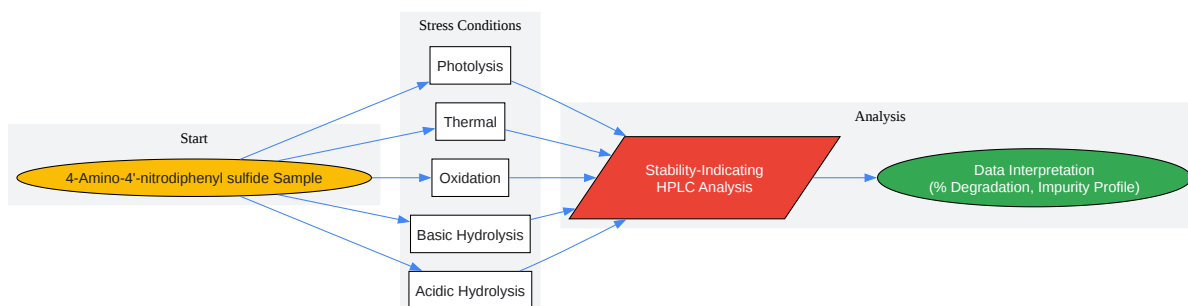 Stress Conditions
Photolysis
Analysis
Thermal
Start
Stability-Indicating
HPLC Analysis
Data Interpretation
(% Degradation, Impurity Profile)
4-Amino-4'-nitrodiphenyl sulfide Sample
Oxidation
Basic Hydrolysis
Acidic Hydrolysis